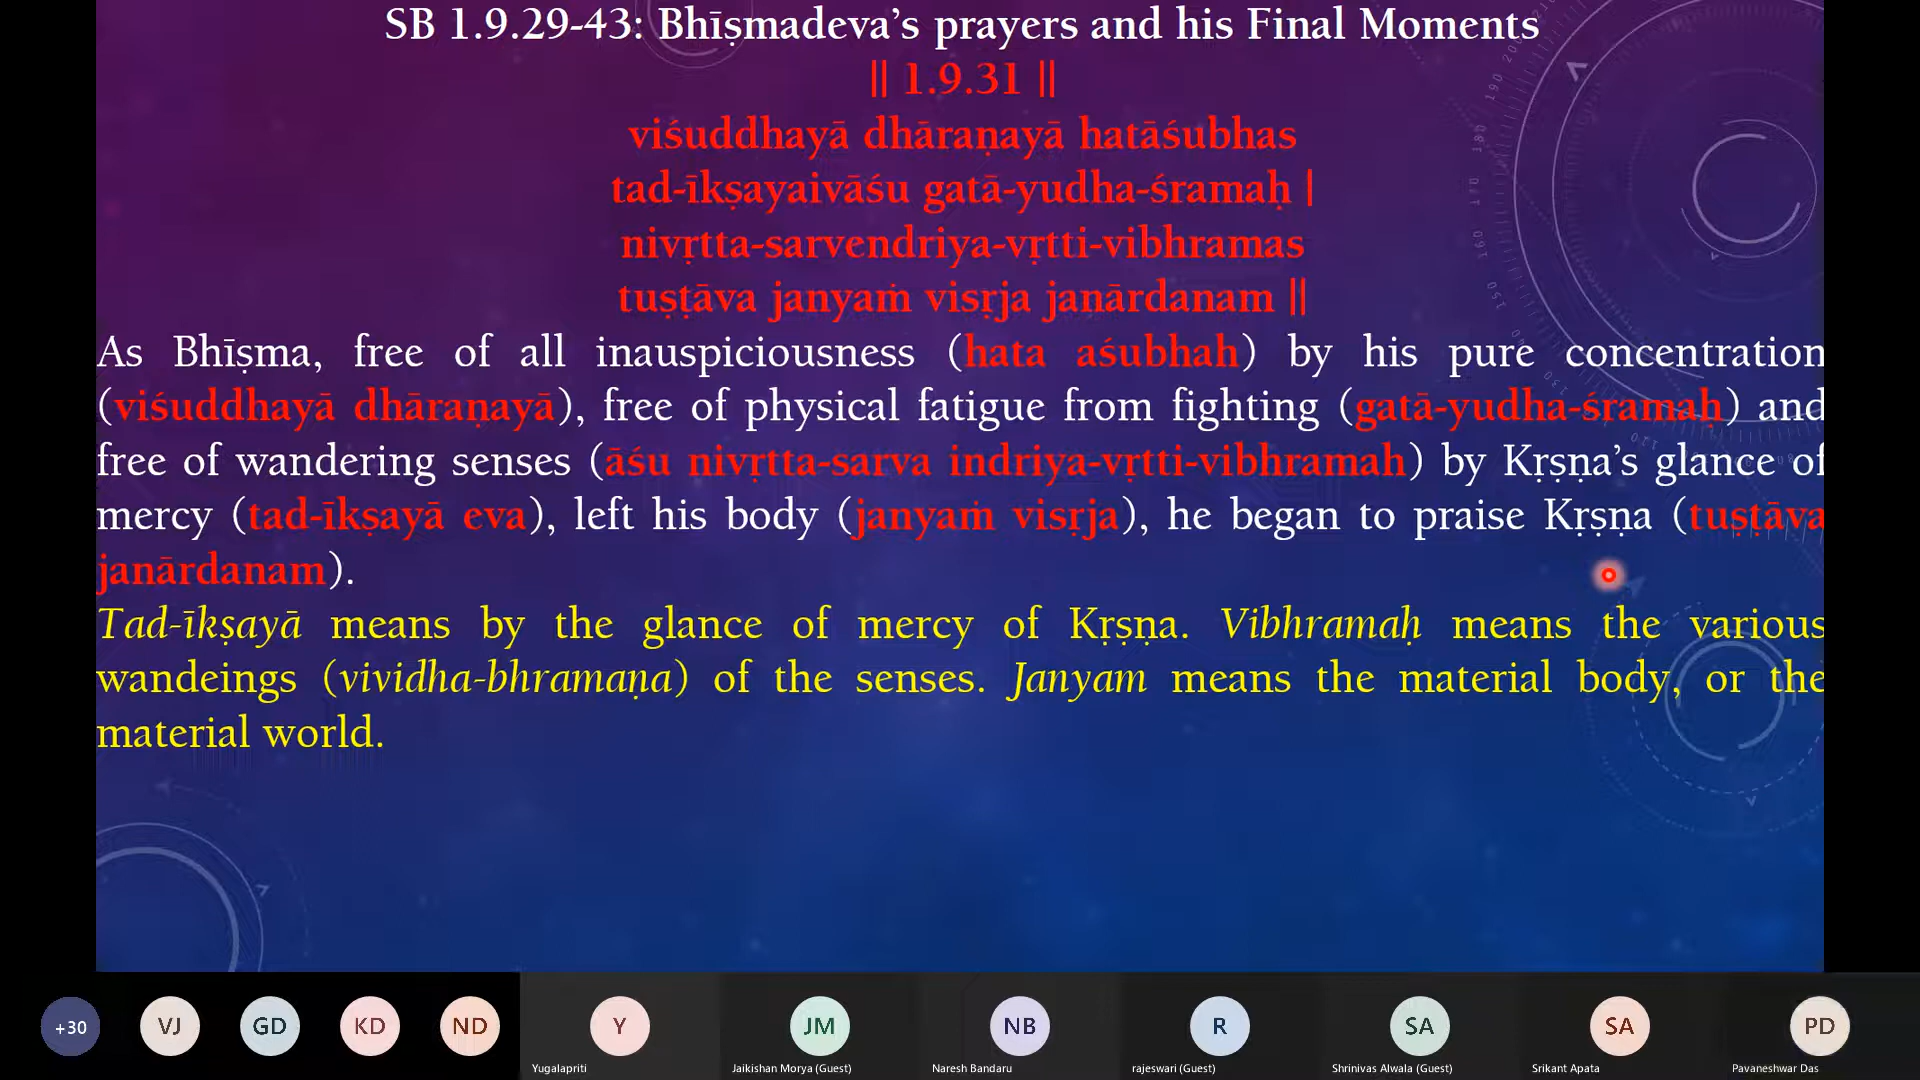 SB 1.9.29-43: Bhīṣmadeva’s prayers and his Final Moments
|| 1.9.31 ||
viśuddhayā dhāraṇayā hatāśubhas
tad-īkṣayaivāśu gatā-yudha-śramaḥ |
nivṛtta-sarvendriya-vṛtti-vibhramas
tuṣṭāva janyaṁ visṛja janārdanam ||
As Bhīṣma, free of all inauspiciousness (hata aśubhah) by his pure concentration
(viśuddhayā dhāraṇayā), free of physical fatigue from fighting (gatā-yudha-śramaḥ) and
free of wandering senses (āśu nivṛtta-sarva indriya-vṛtti-vibhramah) by Kṛṣṇa’s glance of
mercy (tad-īkṣayā eva), left his body (janyaṁ visṛja), he began to praise Kṛṣṇa (tuṣṭāva
janārdanam).
Tad-īkṣayā means by the glance of mercy of Kṛṣṇa. Vibhramaḥ means the various
wandeings (vividha-bhramaṇa) of the senses. Janyam means the material body, or the
material world.
+30 VJ GD KD ND Y JM NB R SA SA PD
Yugalapriti Jaikishan Morya (Guest) Naresh Bandaru rajeswari (Guest) Shrinivas Alwala (Guest) Srikant Apata Pavaneshwar Das